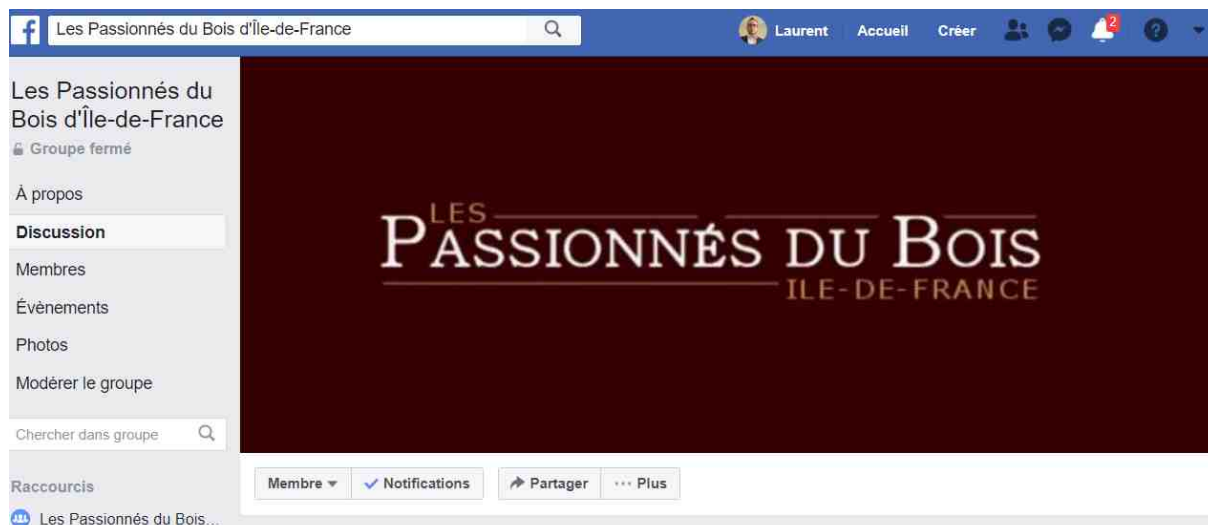 Les Passionnés du Bois d'Île-de-France
Laurent
Accueil
Créer
2
Les Passionnés du
Bois d'Île-de-France
Groupe fermé
À propos
Discussion
Membres
Évènements
Photos
Modérer le groupe
Chercher dans groupe
Raccourcis
Les Passionnés du Bois...
LES
PASSIONNÉS DU BOIS
ILE-DE-FRANCE
Membre
Notifications
Partager
Plus